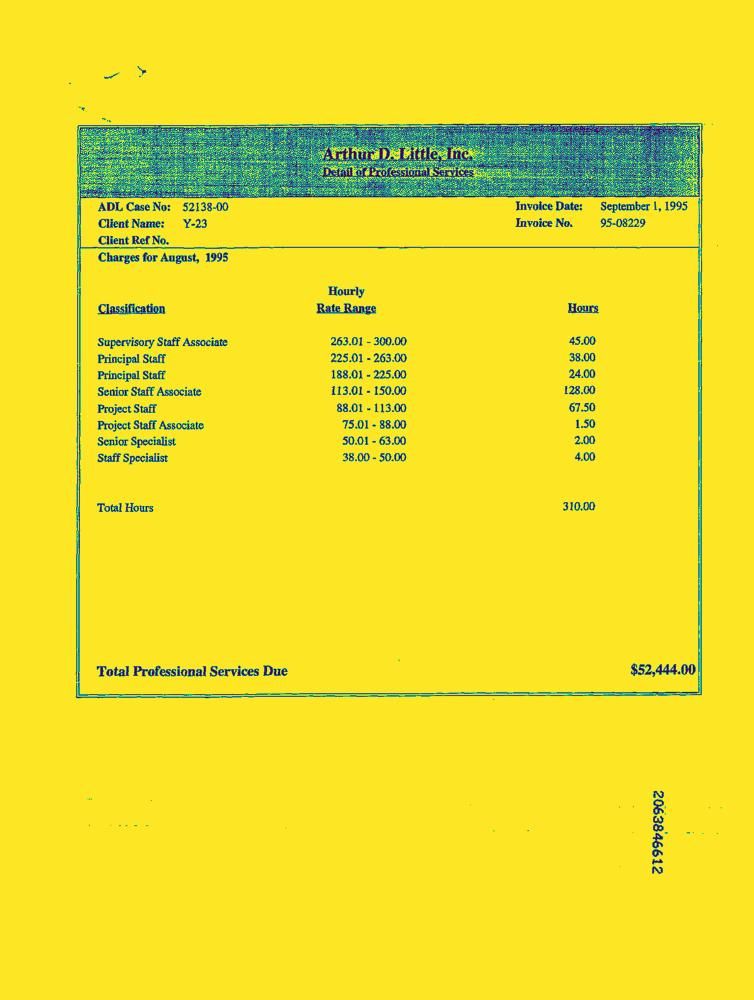 Arthur D. Little, Inc.
Detail of Professional Services
ADL Case No: 52138-00 Invoice Date: September 1, 1995
Client Name: Y-23 Invoice No. 95-08229
Client Ref No.
Charges for August, 1995
Hourly
Classification Rate Range Hours
Supervisory Staff Associate 263.01 - 300.00 45.00
Principal Staff 225.01 - 263.00 38.00
Principal Staff 188.01 - 225.00 24.00
Senior Staff Associate 113.01 - 150.00 128.00
Project Staff 88.01 - 113.00 67.50
Project Staff Associate 75.01 - 88.00 1.50
Senior Specialist 50.01 - 63.00 2.00
Staff Specialist 38.00 - 50.00 4.00
Total Hours 310.00
Total Professional Services Due $52,444.00
2063846612